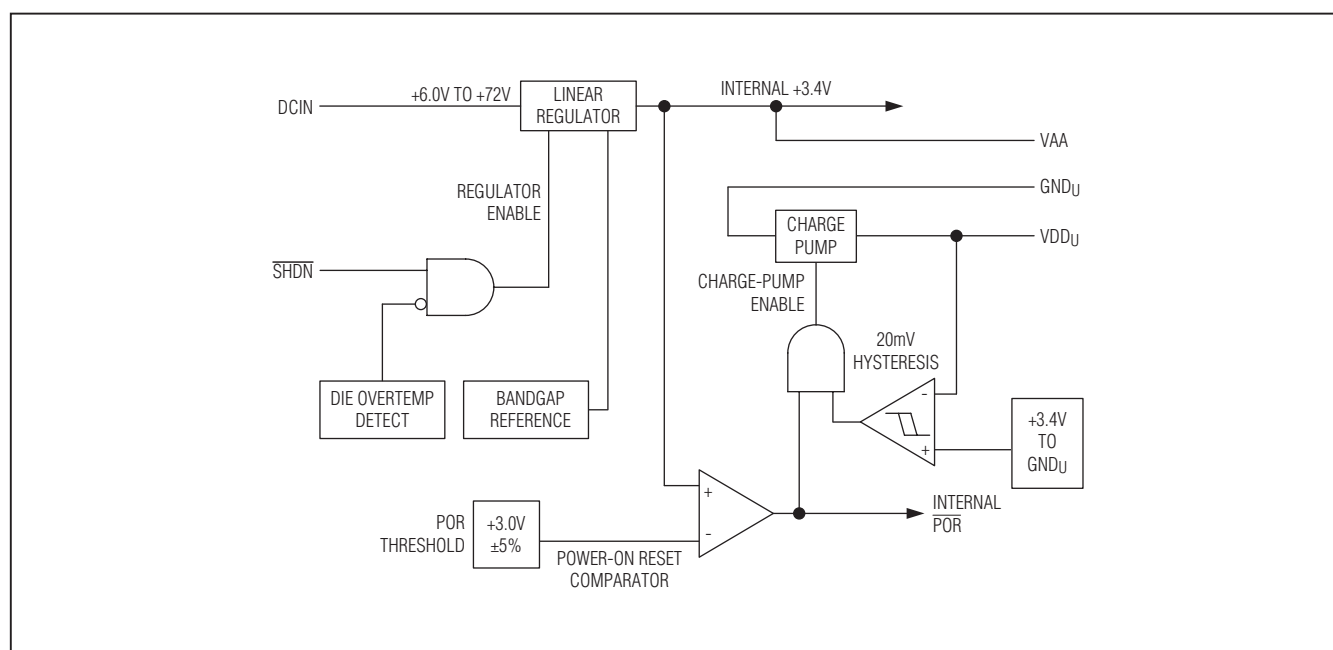 DCIN
+6.0V TO +72V
LINEAR
REGULATOR
INTERNAL +3.4V
VAA
GNDU
REGULATOR
ENABLE
CHARGE
PUMP
VDDU
SHDN
CHARGE-PUMP
ENABLE
20mV
HYSTERESIS
DIE OVERTEMP
DETECT
BANDGAP
REFERENCE
-
+
+3.4V
TO
GNDU
POR
THRESHOLD
+3.0V
±5%
+
-
POWER-ON RESET
COMPARATOR
INTERNAL
POR